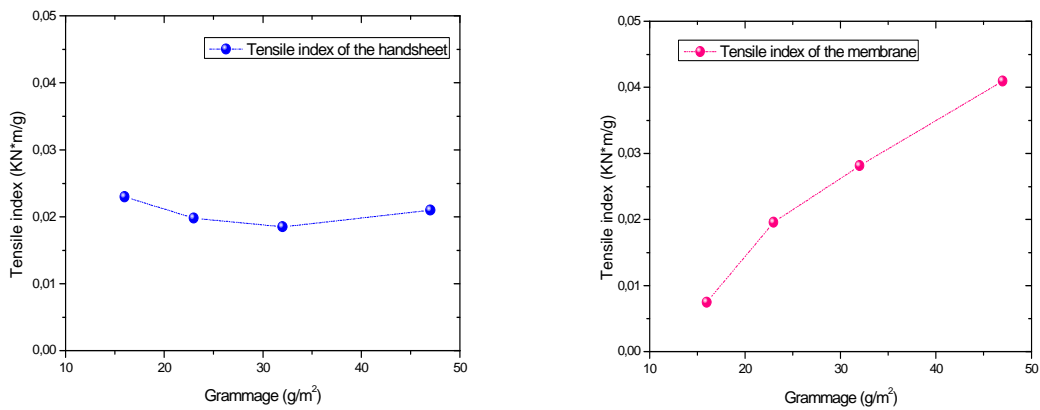 0,05
0,04
0,03
0,02
0,01
0,00
Tensile index (KN*m/g)
Tensile index of the handsheet
10 20 30 40 50
Grammage (g/m²)
0,05
0,04
0,03
0,02
0,01
0,00
Tensile index (KN*m/g)
Tensile index of the membrane
10 20 30 40 50
Grammage (g/m²)